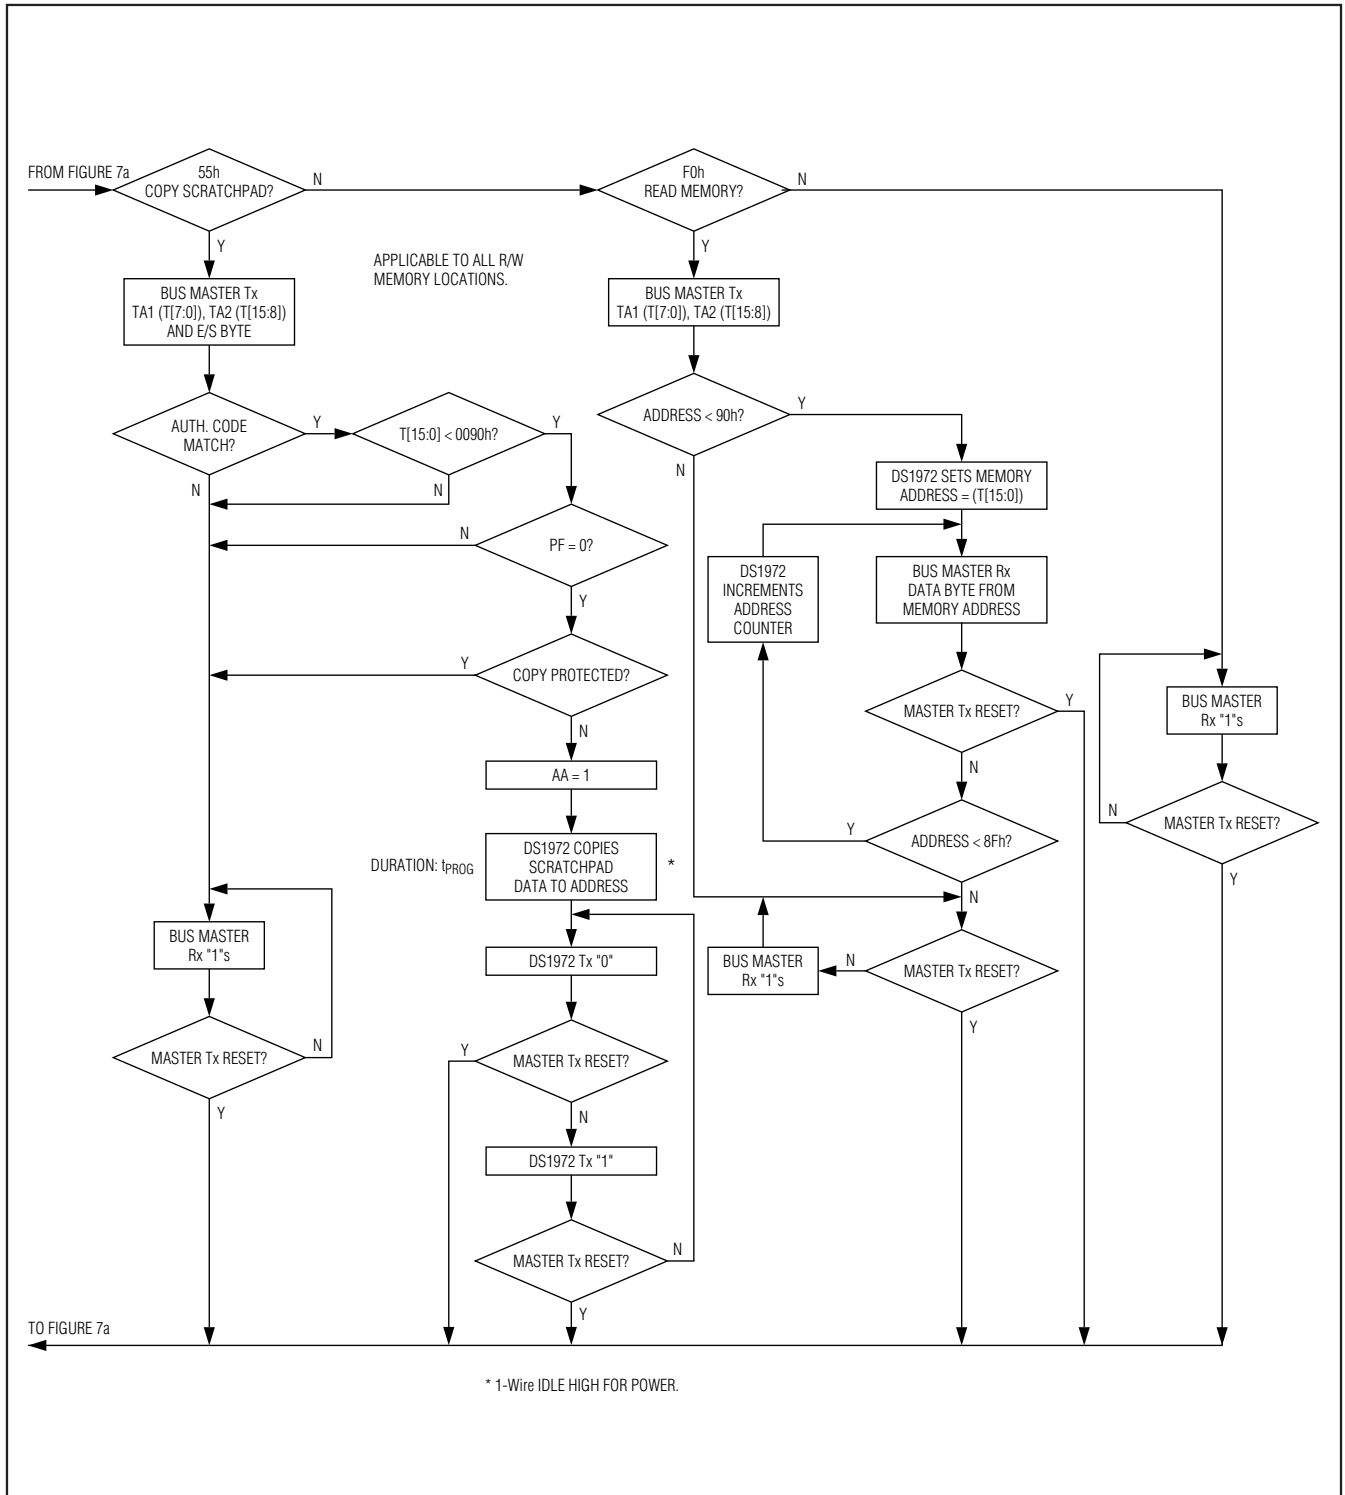 FROM FIGURE 7a
55h
COPY SCRATCHPAD?
N
Y
F0h
READ MEMORY?
N
Y
APPLICABLE TO ALL R/W
MEMORY LOCATIONS.
BUS MASTER Tx
TA1 (T[7:0]), TA2 (T[15:8])
AND E/S BYTE
AUTH. CODE
MATCH?
Y
N
T[15:0] < 0090h?
Y
N
PF = 0?
N
Y
COPY PROTECTED?
Y
N
AA = 1
DURATION: tPROG
DS1972 COPIES
SCRATCHPAD
DATA TO ADDRESS
*
DS1972 Tx "0"
MASTER Tx RESET?
Y
N
DS1972 Tx "1"
MASTER Tx RESET?
N
Y
BUS MASTER
Rx "1"s
MASTER Tx RESET?
N
Y
BUS MASTER Tx
TA1 (T[7:0]), TA2 (T[15:8])
ADDRESS < 90h?
Y
N
DS1972 SETS MEMORY
ADDRESS = (T[15:0])
DS1972
INCREMENTS
ADDRESS
COUNTER
BUS MASTER Rx
DATA BYTE FROM
MEMORY ADDRESS
MASTER Tx RESET?
Y
N
ADDRESS < 8Fh?
Y
N
BUS MASTER
Rx "1"s
N
MASTER Tx RESET?
Y
BUS MASTER
Rx "1"s
MASTER Tx RESET?
N
Y
TO FIGURE 7a
* 1-Wire IDLE HIGH FOR POWER.